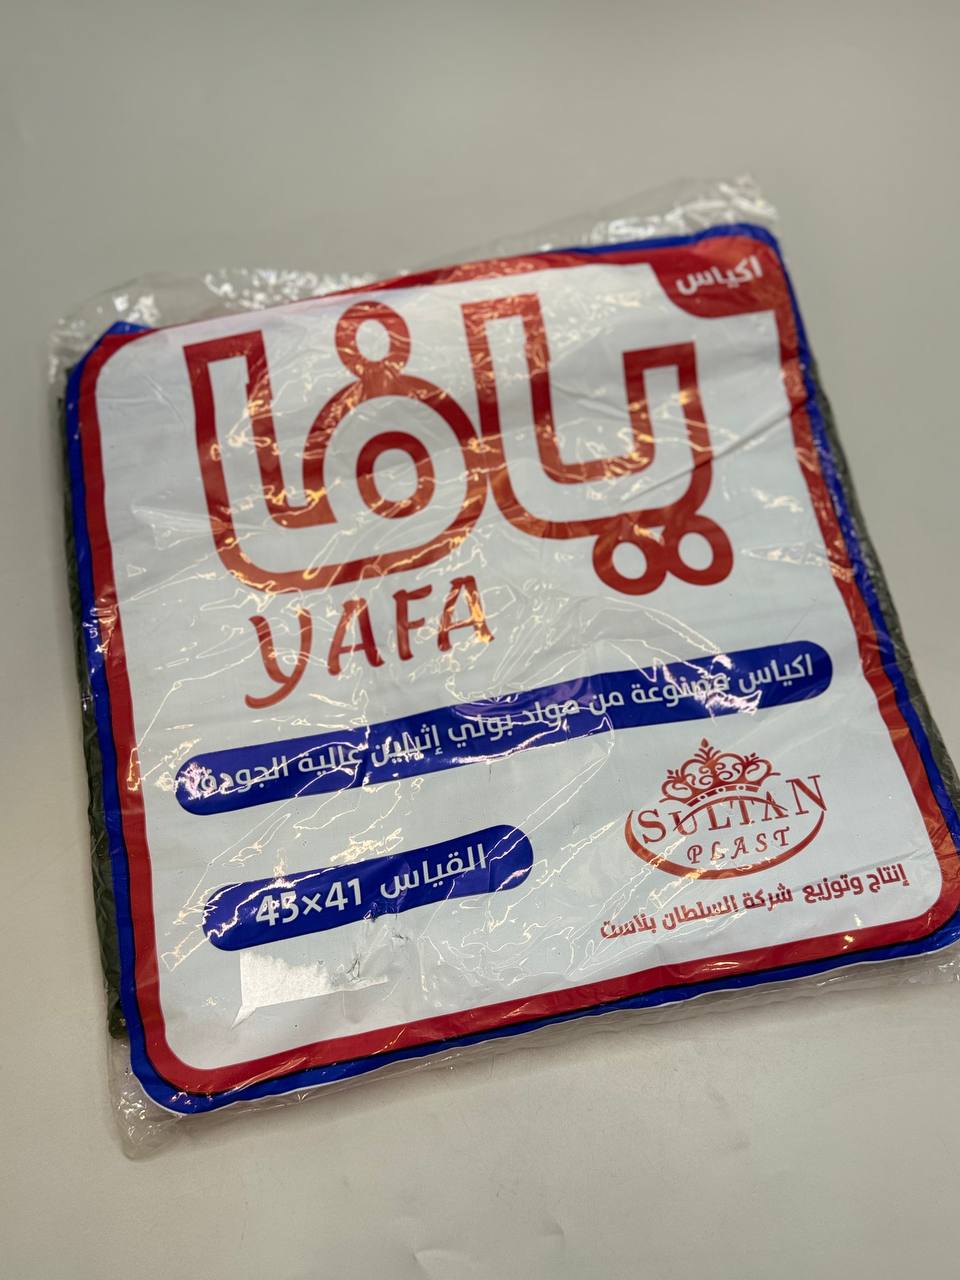 اكياس
يافا
YAFA
اكياس مصنوعة من مواد بولي إثيلين عالية الجودة
القياس 41×45
SULTAN
PLAST
إنتاج وتوزيع شركة السلطان بلاست